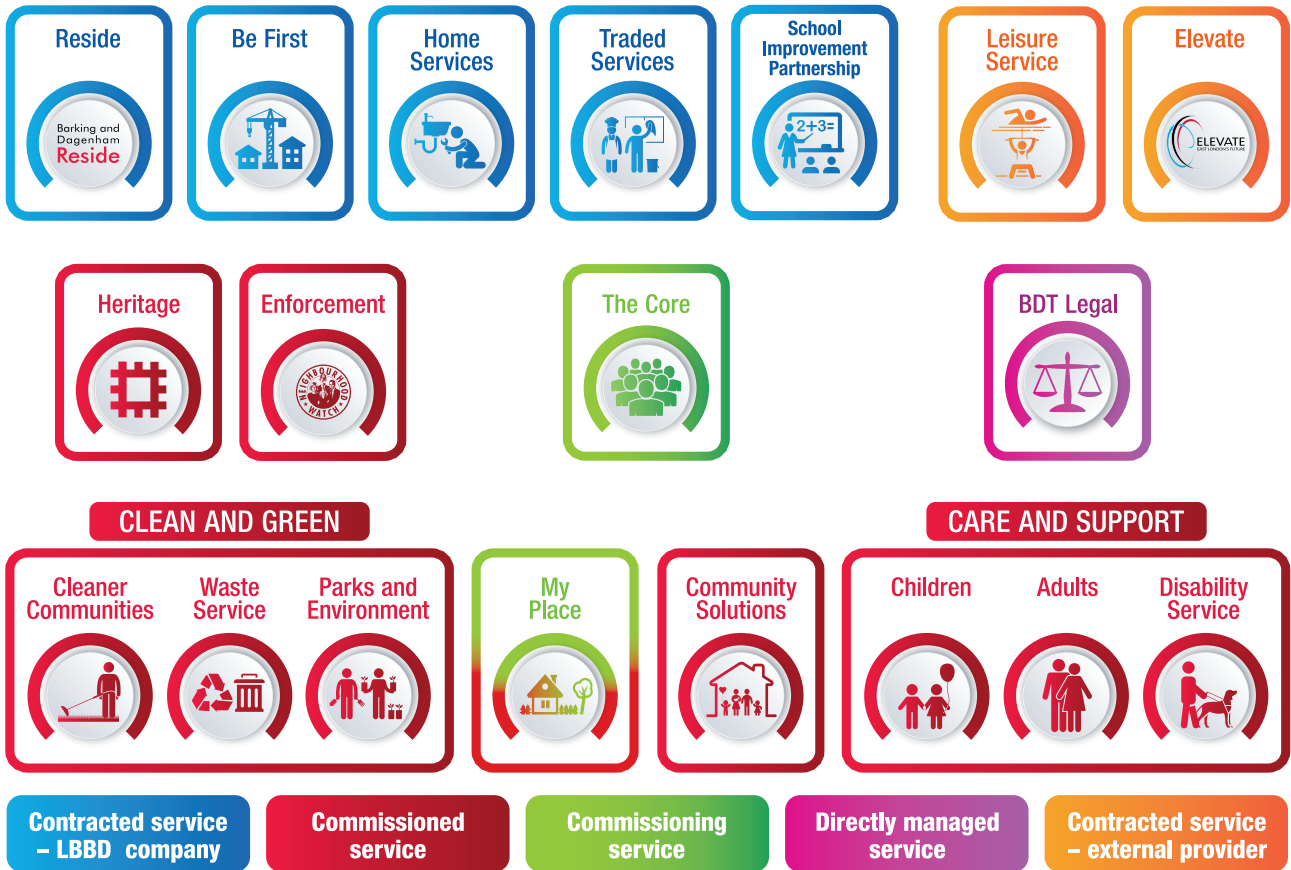 Reside
Barking and
Dagenham
Reside
Be First
Home
Services
Traded
Services
School
Improvement
Partnership
2+3=
Leisure
Service
Elevate
ELEVATE
EAST LONDON'S FUTURE
Heritage
Enforcement
NEIGHBOURHOOD
WATCH
The Core
BDT Legal
CLEAN AND GREEN
CARE AND SUPPORT
Cleaner
Communities
Waste
Service
Parks and
Environment
My
Place
Community
Solutions
Children
Adults
Disability
Service
Contracted service
– LBBD company
Commissioned
service
Commissioning
service
Directly managed
service
Contracted service
– external provider